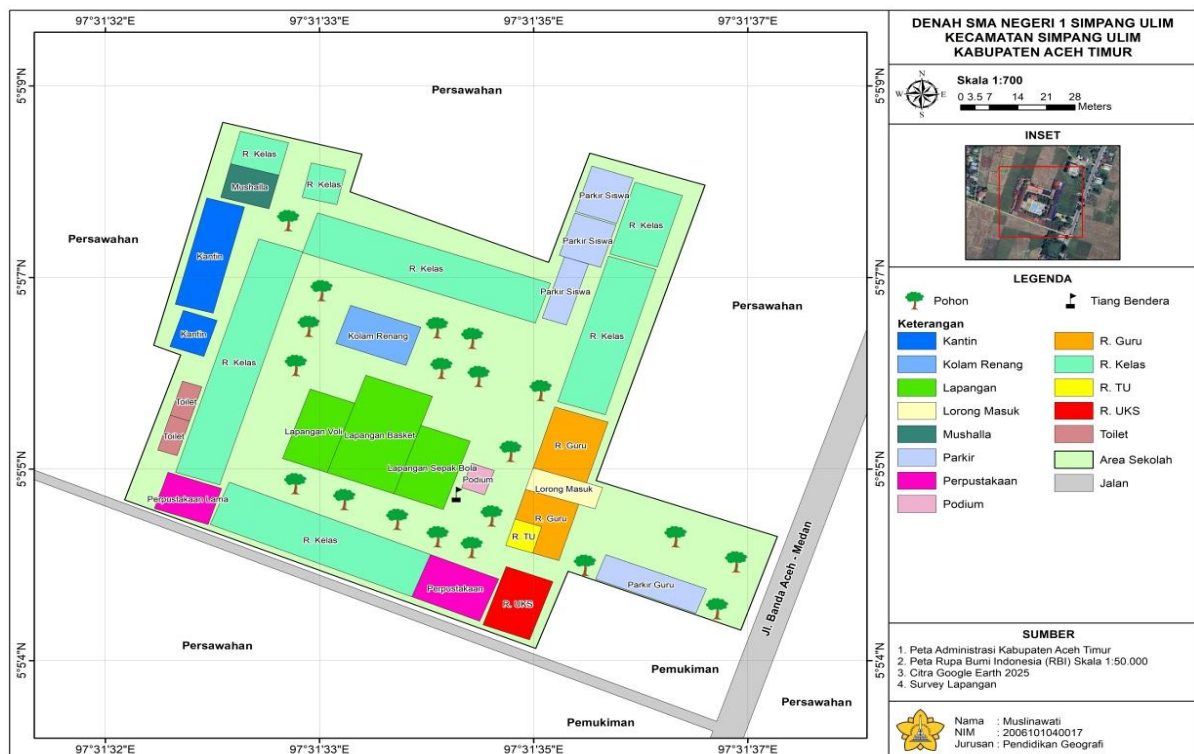 97°31'32"E
97°31'33"E
97°31'35"E
97°31'37"E
5°5'9"N
5°5'7"N
5°5'5"N
5°5'4"N
5°5'9"N
5°5'7"N
5°5'5"N
5°5'4"N
Persawahan
R. Kelas
Mushalla
R. Kelas
Parkir Siswa
Persawahan
Kantin
Parkir Siswa
R. Kelas
R. Kelas
Parkir Siswa
Persawahan
Kantin
Kolam Renang
R. Kelas
R. Kelas
Toilet
Toilet
Lapangan Voli
Lapangan Basket
Lapangan Sepak Bola
Podium
R. Guru
Lorong Masuk
Perpustakaan Lama
R. Guru
R. TU
R. Kelas
Perpustakaan
R. UKS
Parkir Guru
Jl. Banda Aceh - Medan
Persawahan
Pemukiman
Persawahan
Pemukiman
97°31'32"E
97°31'33"E
97°31'35"E
97°31'37"E
DENAH SMA NEGERI 1 SIMPANG ULIM
KECAMATAN SIMPANG ULIM
KABUPATEN ACEH TIMUR
N
W E
S
Skala 1:700
0 3.5 7 14 21 28
Meters
INSET
LEGENDA
Pohon
Tiang Bendera
Keterangan
Kantin
Kolam Renang
Lapangan
Lorong Masuk
Mushalla
Parkir
Perpustakaan
Podium
R. Guru
R. Kelas
R. TU
R. UKS
Toilet
Area Sekolah
Jalan
SUMBER
1. Peta Administrasi Kabupaten Aceh Timur
2. Peta Rupa Bumi Indonesia (RBI) Skala 1:50.000
3. Citra Google Earth 2025
4. Survey Lapangan
Nama : Muslinawati
NIM : 2006101040017
Jurusan : Pendidikan Geografi